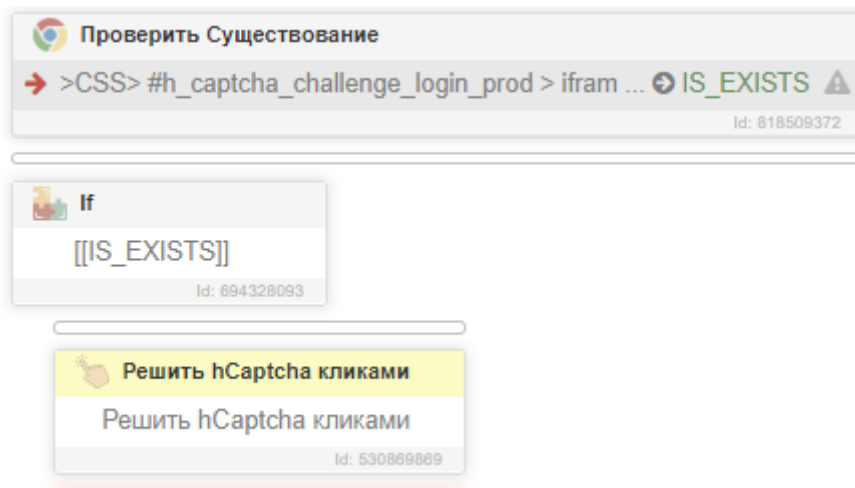 Проверить Существование
>CSS> #h_captcha_challenge_login_prod > ifram ... IS_EXISTS
Id: 818509372
If
[[IS_EXISTS]]
Id: 694328093
Решить hCaptcha кликами
Решить hCaptcha кликами
Id: 530869869